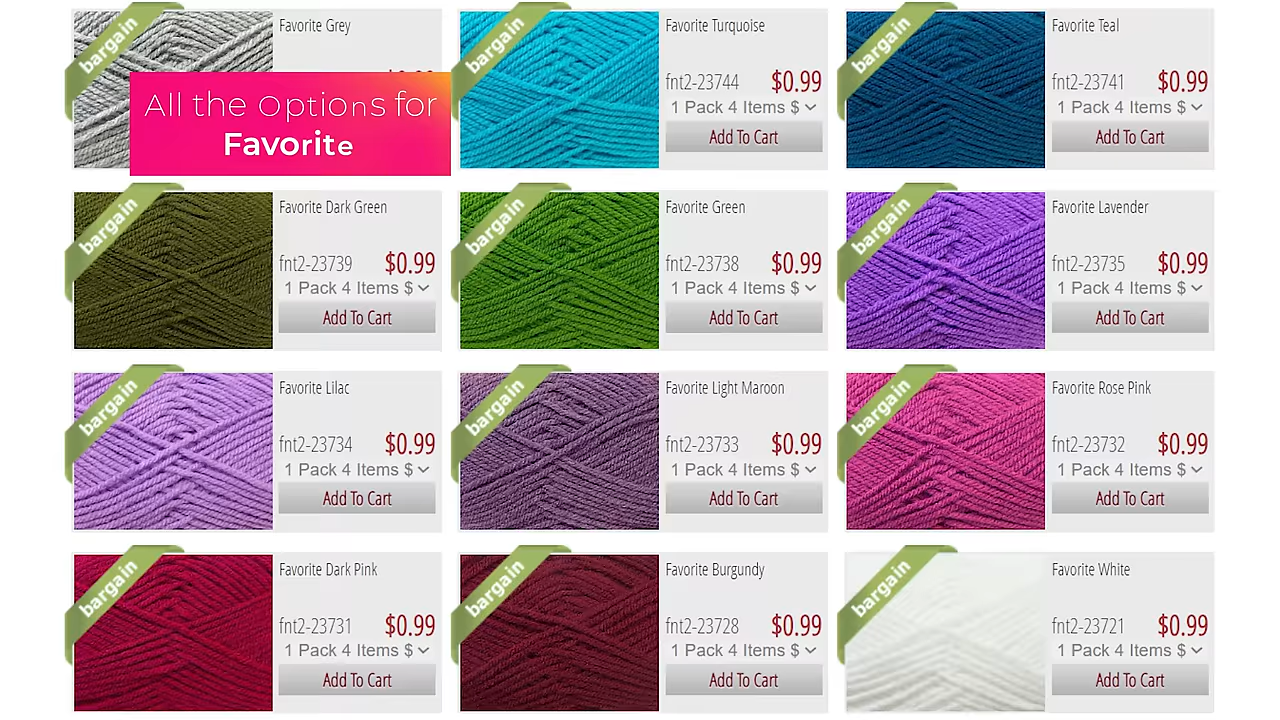 bargain
Favorite Grey
All the Options for
Favorite
bargain
Favorite Turquoise
fnt2-23744 $0.99
1 Pack 4 Items $
Add To Cart
bargain
Favorite Teal
fnt2-23741 $0.99
1 Pack 4 Items $
Add To Cart
bargain
Favorite Dark Green
fnt2-23739 $0.99
1 Pack 4 Items $
Add To Cart
bargain
Favorite Green
fnt2-23738 $0.99
1 Pack 4 Items $
Add To Cart
bargain
Favorite Lavender
fnt2-23735 $0.99
1 Pack 4 Items $
Add To Cart
bargain
Favorite Lilac
fnt2-23734 $0.99
1 Pack 4 Items $
Add To Cart
bargain
Favorite Light Maroon
fnt2-23733 $0.99
1 Pack 4 Items $
Add To Cart
bargain
Favorite Rose Pink
fnt2-23732 $0.99
1 Pack 4 Items $
Add To Cart
bargain
Favorite Dark Pink
fnt2-23731 $0.99
1 Pack 4 Items $
Add To Cart
bargain
Favorite Burgundy
fnt2-23728 $0.99
1 Pack 4 Items $
Add To Cart
bargain
Favorite White
fnt2-23721 $0.99
1 Pack 4 Items $
Add To Cart